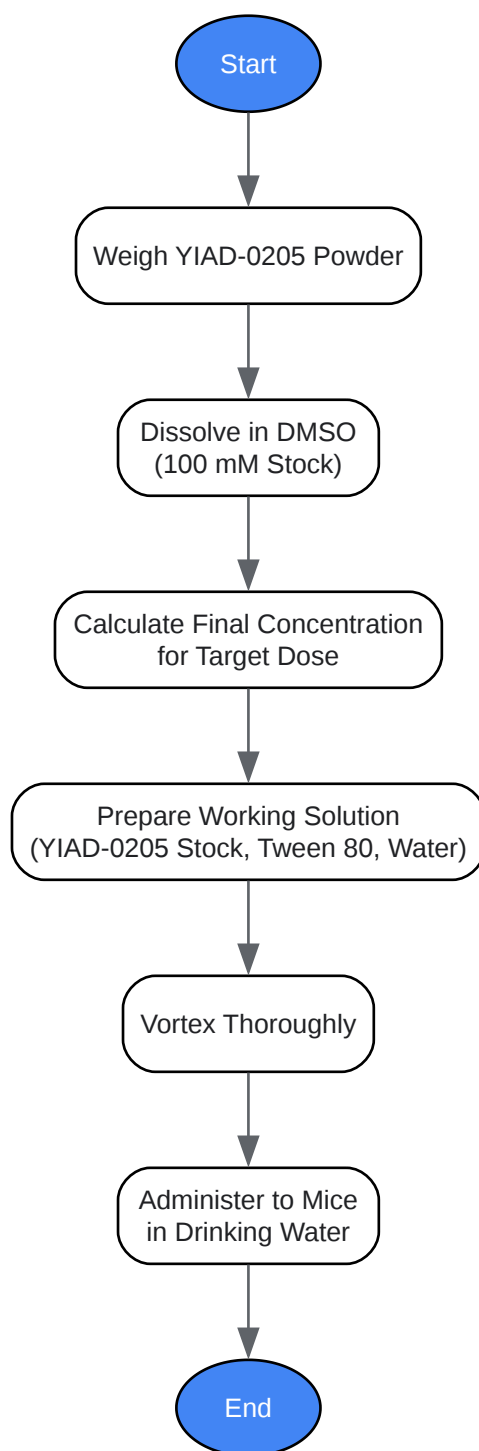 Start
Weigh YIAD-0205 Powder
Dissolve in DMSO
(100 mM Stock)
Calculate Final Concentration
for Target Dose
Prepare Working Solution
(YIAD-0205 Stock, Tween 80, Water)
Vortex Thoroughly
Administer to Mice
in Drinking Water
End